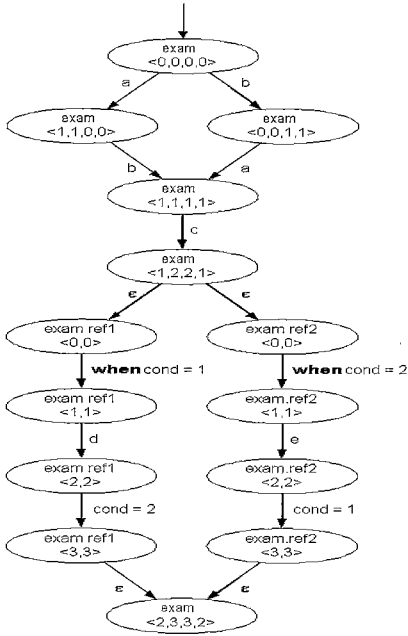 exam
<0,0,0,0>
a b
exam
<1,1,0,0>
exam
<0,0,1,1>
b a
exam
<1,1,1,1>
c
exam
<1,2,2,1>
ε ε
exam ref1
<0,0>
exam.ref2
<0,0>
when cond = 1
when cond = 2
exam ref1
<1,1>
exam.ref2
<1,1>
d e
exam ref1
<2,2>
exam.ref2
<2,2>
cond = 2
cond = 1
exam ref1
<3,3>
exam.ref2
<3,3>
ε ε
exam
<2,3,3,2>